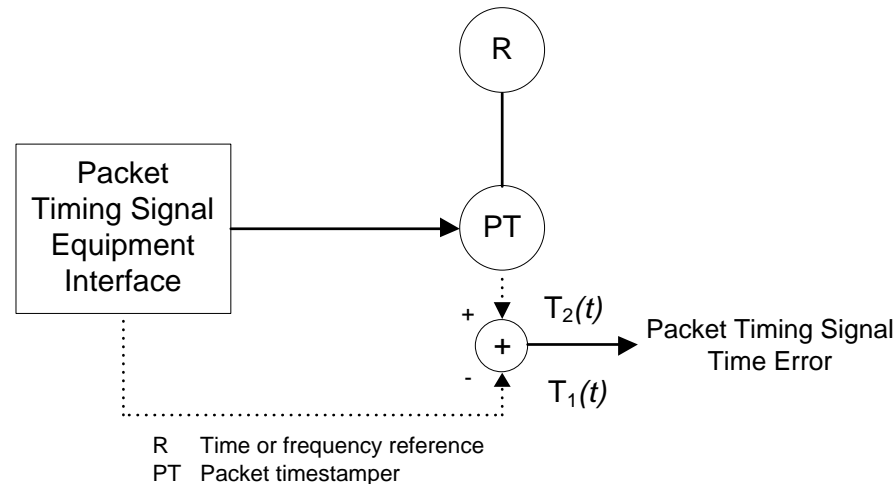 R
Packet
Timing Signal
Equipment
Interface
PT
+
T₂(t)
+
Packet Timing Signal
Time Error
-
T₁(t)
R Time or frequency reference
PT Packet timestamper